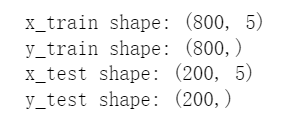 x_train shape: (800, 5)
y_train shape: (800,)
x_test shape: (200, 5)
y_test shape: (200,)